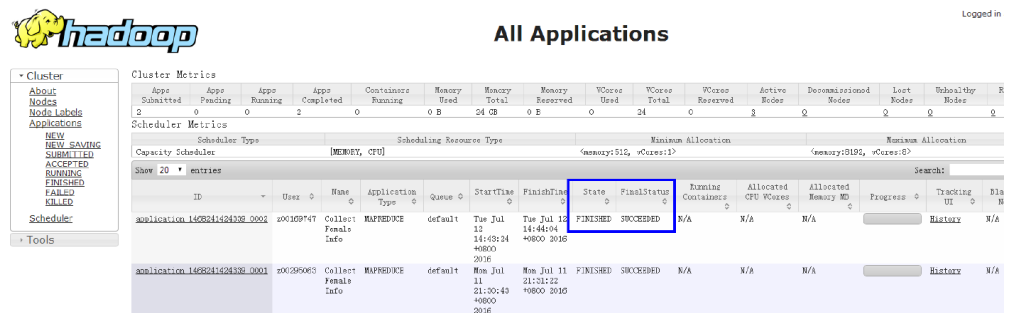 Logged in
hadoop
All Applications
Cluster
About
Nodes
Node Labels
Applications
NEW
NEW_SAVING
SUBMITTED
ACCEPTED
RUNNING
FINISHED
FAILED
KILLED
Scheduler
Tools
Cluster Metrics
Apps Submitted Apps Pending Apps Running Apps Completed Containers Running Memory Used Memory Total Memory Reserved VCores Used VCores Total VCores Reserved Active Nodes Decommissioned Nodes Lost Nodes Unhealthy Nodes R
2 0 0 2 0 0 B 24 GB 0 B 0 24 0 3 0 0 0 0
Scheduler Metrics
Scheduler Type Scheduling Resource Type Minimum Allocation Maximum Allocation
Capacity Scheduler [MEMORY, CPU] <memory:512, vCores:1> <memory:8192, vCores:8>
Show 20 entries Search:
ID User Name Application Type Queue StartTime FinishTime State FinalStatus Running Containers Allocated CPU VCores Allocated Memory MB Progress Tracking UI Bla
application_1468241424339_0002 z00169747 Collect MAPREDUCE default Tue Jul Tue Jul 12 FINISHED SUCCEEDED N/A N/A N/A History N/A
Female 12 14:44:04
Info 14:43:24 +0800 2016
+0800
2016
application_1468241424339_0001 z00295063 Collect MAPREDUCE default Mon Jul Mon Jul 11 FINISHED SUCCEEDED N/A N/A N/A History N/A
Female 11 21:31:22
Info 21:30:43 +0800 2016
+0800
2016